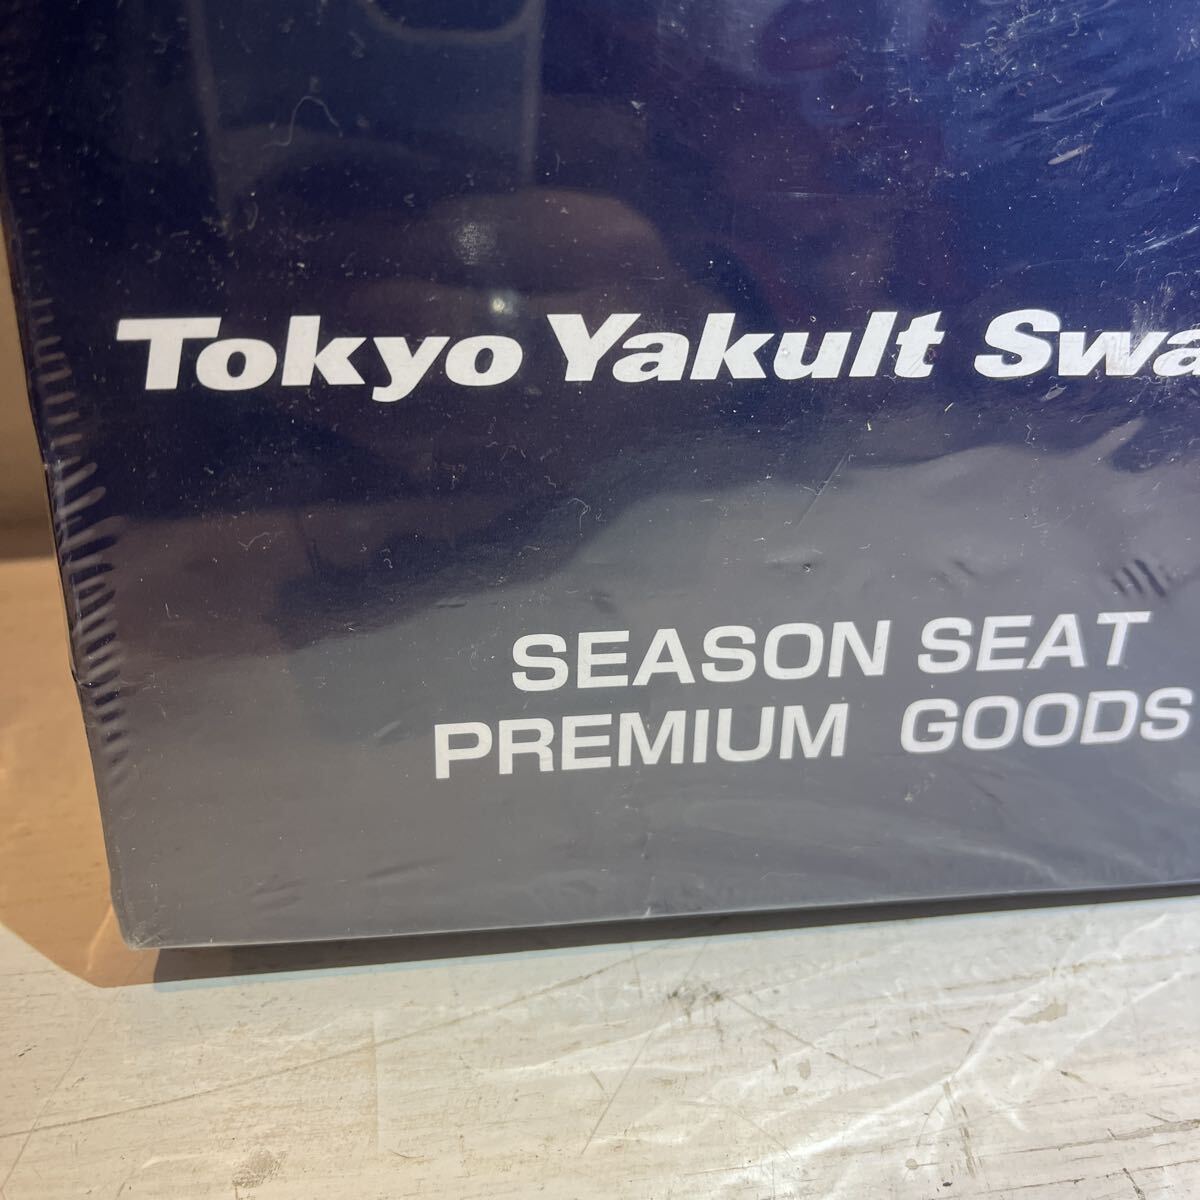 Tokyo Yakult Swa
SEASON SEAT
PREMIUM GOODS